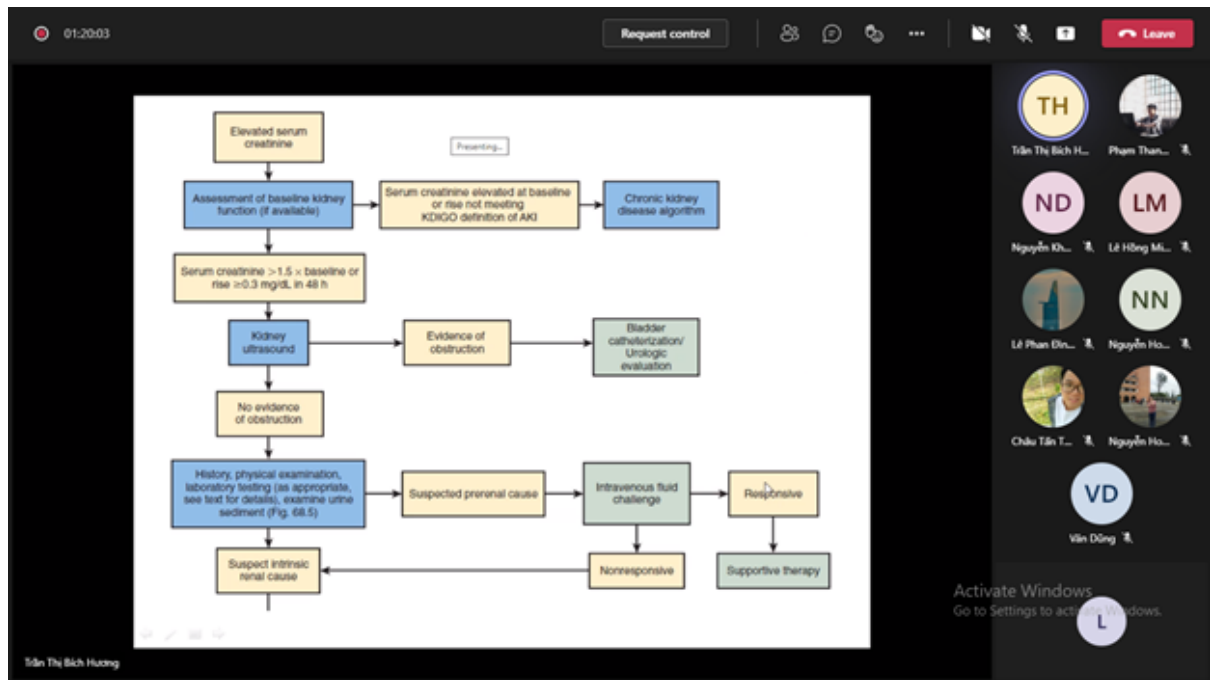 01:20:03
Request control
Leave
Elevated serum
creatinine
Presenting...
Assessment of baseline kidney
function (if available)
Serum creatinine elevated at baseline
or rise not meeting
KDIGO definition of AKI
Chronic kidney
disease algorithm
Serum creatinine >1.5 × baseline or
rise ≥0.3 mg/dL in 48 h
Kidney
ultrasound
Evidence of
obstruction
Bladder
catheterization/
Urologic
evaluation
No evidence
of obstruction
History, physical examination,
laboratory testing (as appropriate,
see text for details), examine urine
sediment (Fig. 68.5)
Suspected prerenal cause
Intravenous fluid
challenge
Responsive
Suspect intrinsic
renal cause
Nonresponsive
Supportive therapy
Trần Thị Bích Hương
TH
Trần Thị Bích H...
Phạm Than...
ND
Nguyễn Kh...
LM
Lê Hồng Mi...
Lê Phan Đìn...
NN
Nguyễn Ho...
Châu Tấn T...
Nguyễn Ho...
VD
Văn Dũng
Activate Windows
Go to Settings to activate Windows.
L